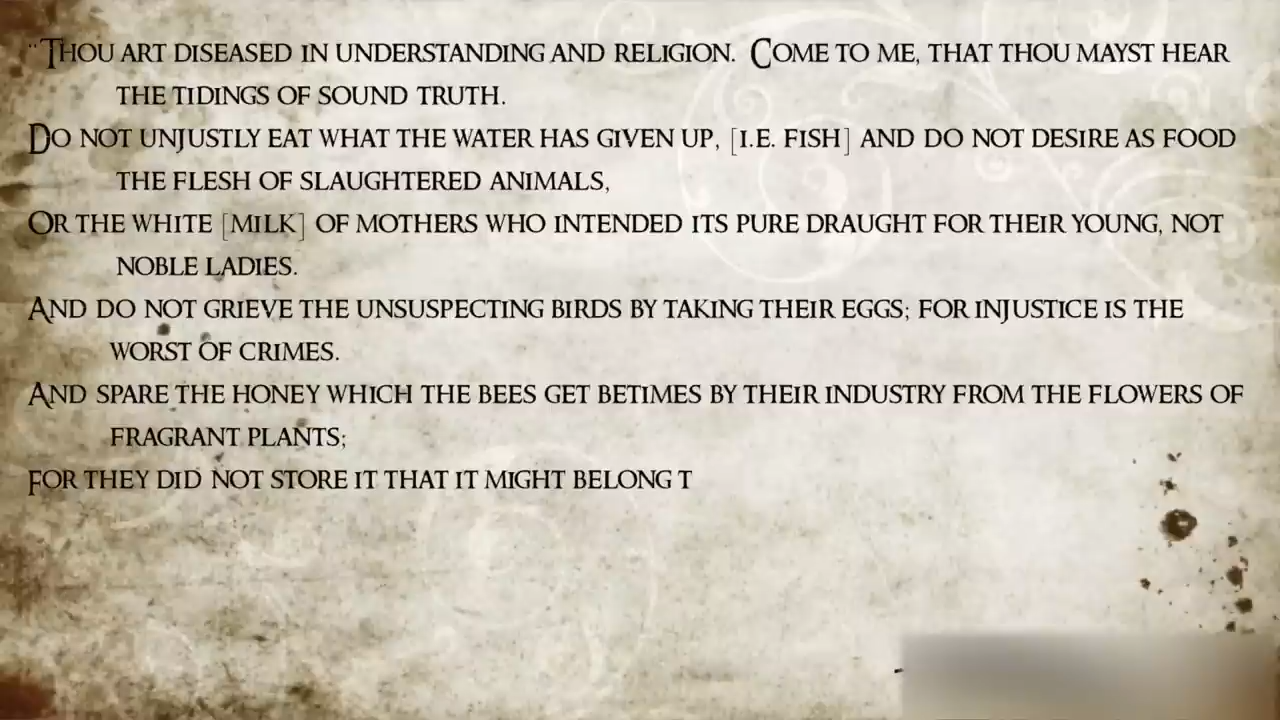 "Thou art diseased in understanding and religion. Come to me, that thou mayst hear
the tidings of sound truth.
Do not unjustly eat what the water has given up, [i.e. fish] and do not desire as food
the flesh of slaughtered animals,
Or the white [milk] of mothers who intended its pure draught for their young, not
noble ladies.
And do not grieve the unsuspecting birds by taking their eggs; for injustice is the
worst of crimes.
And spare the honey which the bees get betimes by their industry from the flowers of
fragrant plants;
For they did not store it that it might belong t